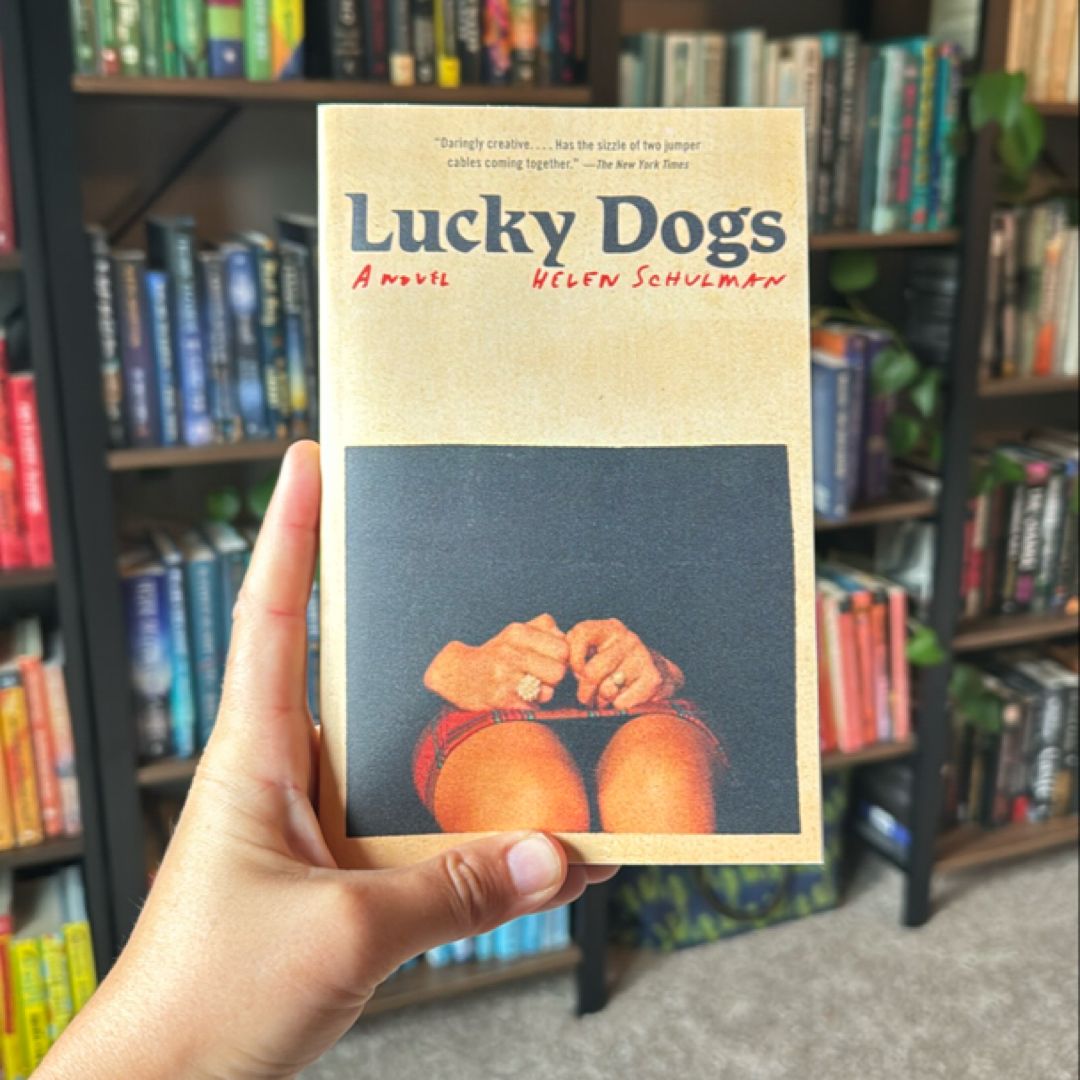 "Daringly creative. . . . Has the sizzle of two jumper
cables coming together." —The New York Times
Lucky Dogs
A NOVEL HELEN SCHULMAN